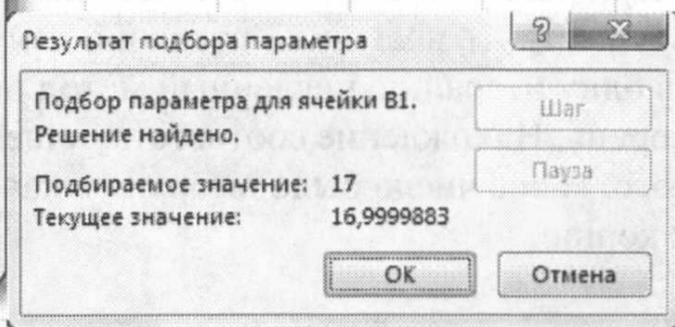 Результат подбора параметра
Подбор параметра для ячейки B1.
Решение найдено.
Шаг
Пауза
Подбираемое значение: 17
Текущее значение: 16,9999883
ОК
Отмена